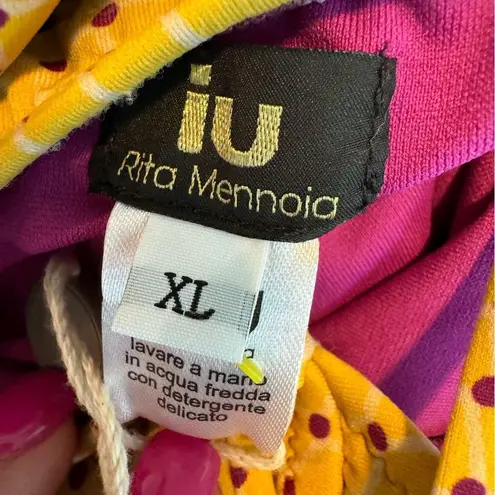 iu
Rita Mennoia
XL
lavare a mano
in acqua fredda
con detergente
delicato